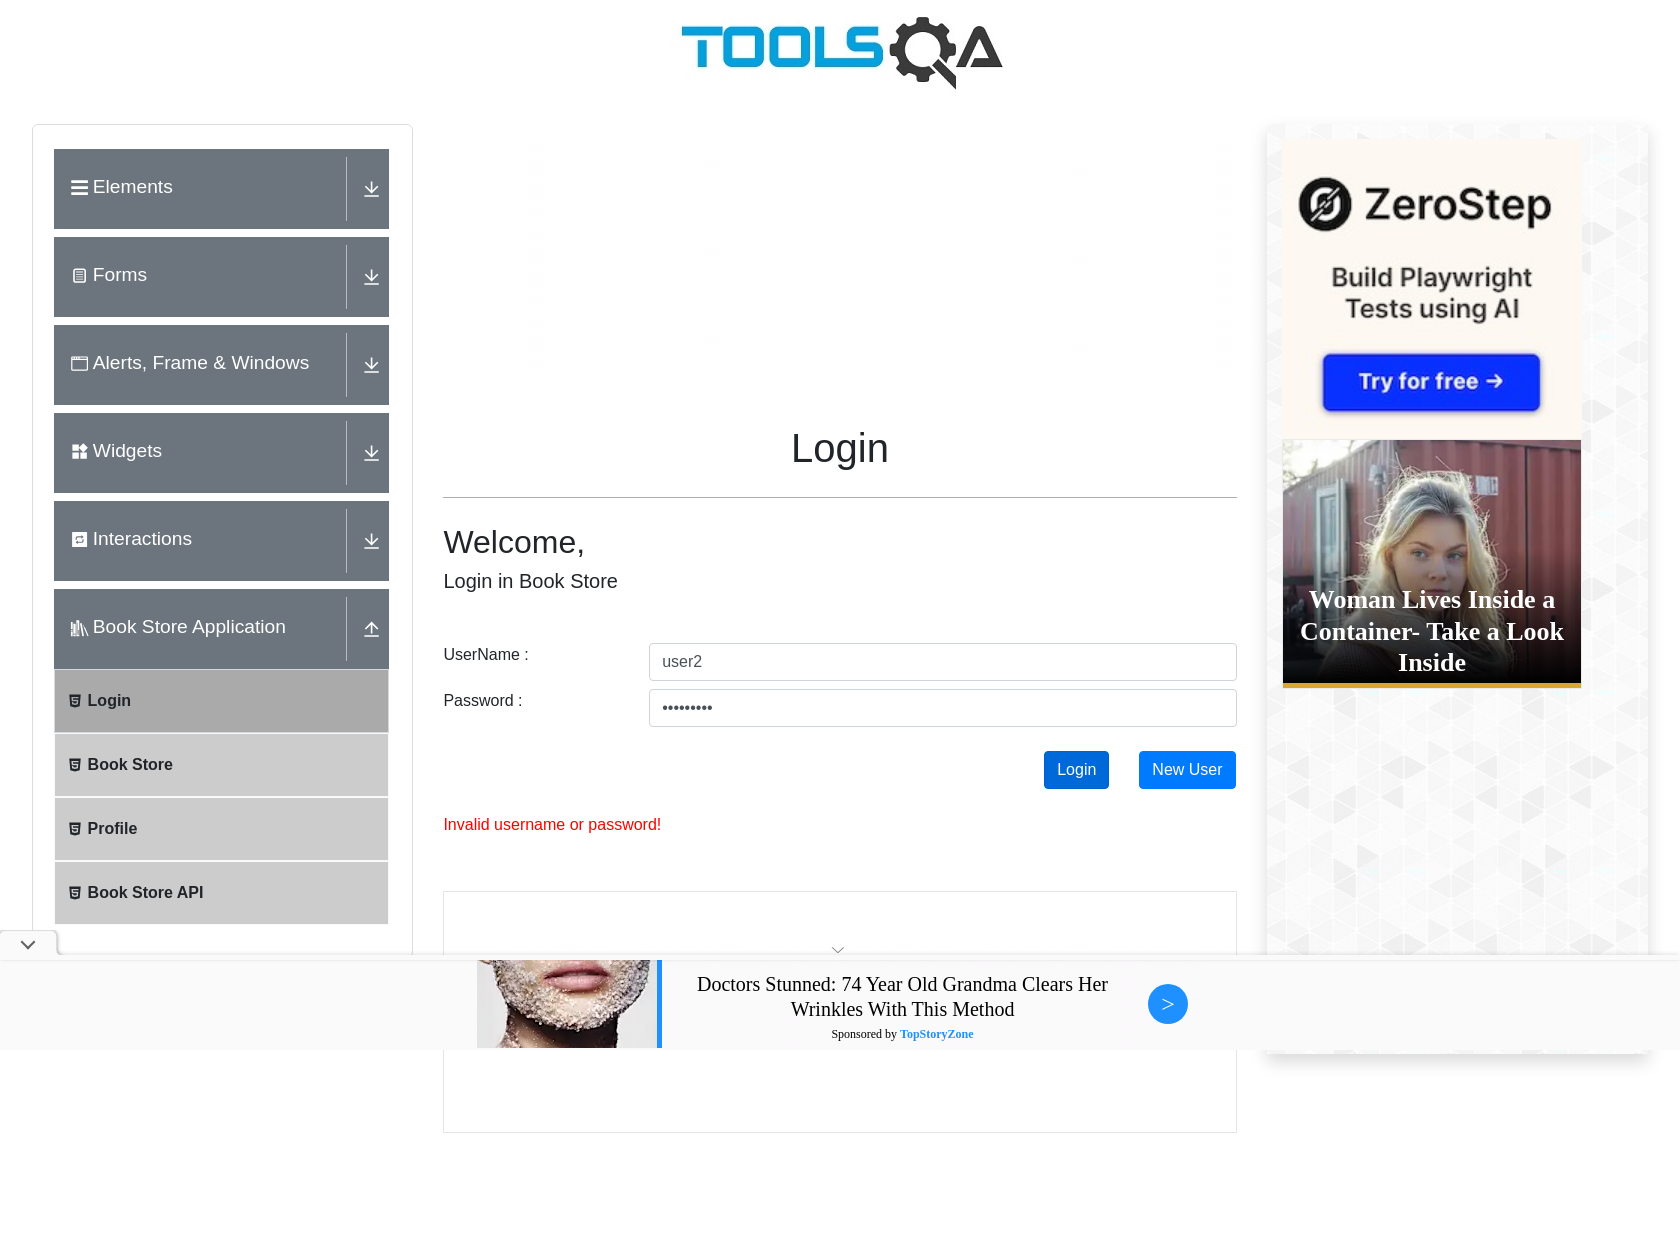 TOOLSQA
Elements
Forms
Alerts, Frame & Windows
Widgets
Interactions
Book Store Application
Login
Book Store
Profile
Book Store API
Login
Welcome,
Login in Book Store
UserName :
user2
Password :
•••••••••
Login
New User
Invalid username or password!
ZeroStep
Build Playwright
Tests using AI
Try for free →
Woman Lives Inside a
Container- Take a Look
Inside
Doctors Stunned: 74 Year Old Grandma Clears Her
Wrinkles With This Method
Sponsored by TopStoryZone
>